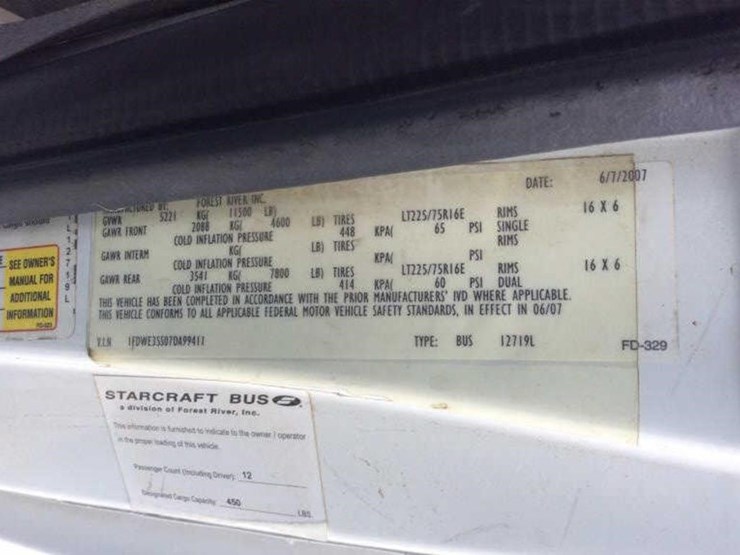 DATE: 6/7/2007
FOREST RIVER INC.
GVWR 5221 KG( 11500 LB)
GAWR FRONT 2088 KG( 4600 LB) TIRES LT225/75R16E RIMS 16 X 6
COLD INFLATION PRESSURE 448 KPA( 65 PSI SINGLE
GAWR INTERM KG( LB) TIRES RIMS
COLD INFLATION PRESSURE KPA( PSI
GAWR REAR 3541 KG( 7800 LB) TIRES LT225/75R16E RIMS 16 X 6
COLD INFLATION PRESSURE 414 KPA( 60 PSI DUAL
THIS VEHICLE HAS BEEN COMPLETED IN ACCORDANCE WITH THE PRIOR MANUFACTURERS' IVD WHERE APPLICABLE.
THIS VEHICLE CONFORMS TO ALL APPLICABLE FEDERAL MOTOR VEHICLE SAFETY STANDARDS, IN EFFECT IN 06/07
1FDWE35S07DA99411 TYPE: BUS 12719L
FD-329
SEE OWNER'S
MANUAL FOR
ADDITIONAL
INFORMATION
12719L
STARCRAFT BUS
a division of Forest River, Inc.
This information is furnished to indicate to the owner / operator
in the proper loading of this vehicle.
Passenger Count (Including Driver): 12
Designated Cargo Capacity: 450
LBS.